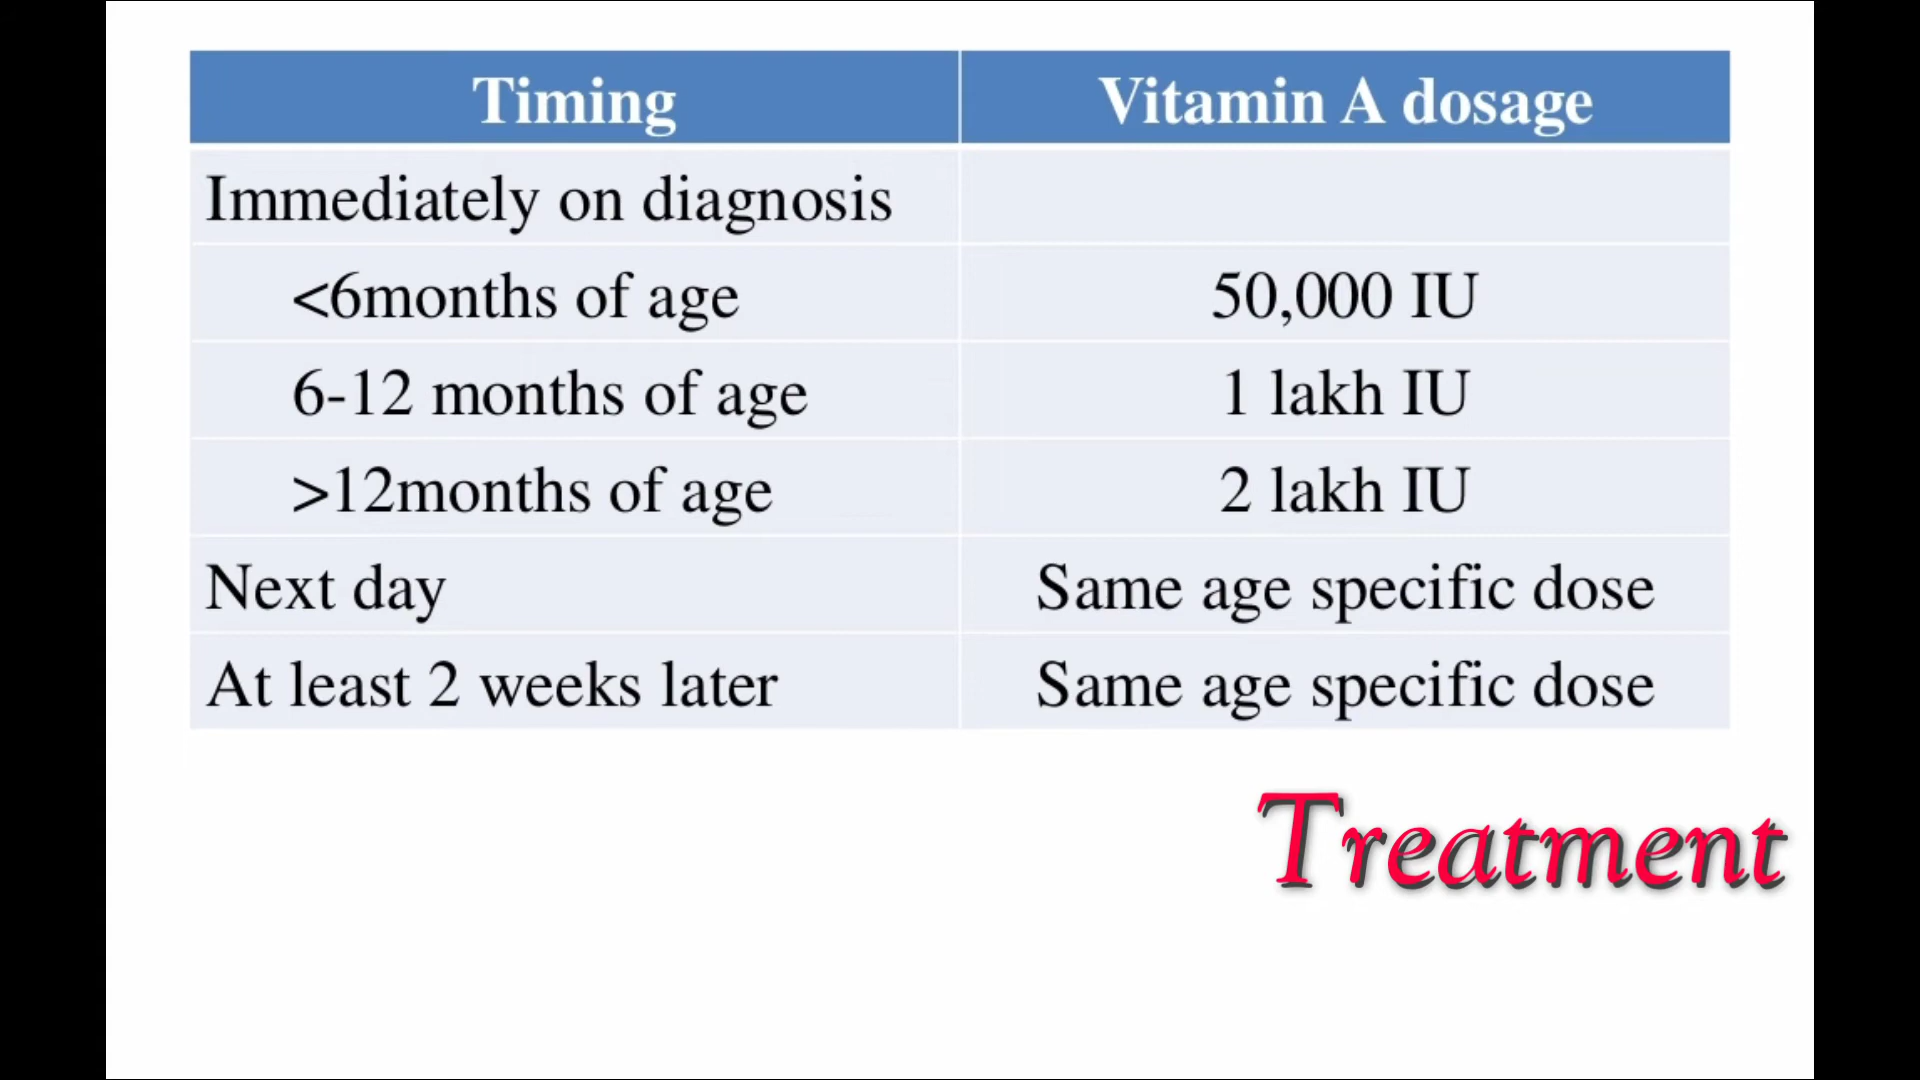 Timing Vitamin A dosage
Immediately on diagnosis
<6months of age 50,000 IU
6-12 months of age 1 lakh IU
>12months of age 2 lakh IU
Next day Same age specific dose
At least 2 weeks later Same age specific dose
Treatment